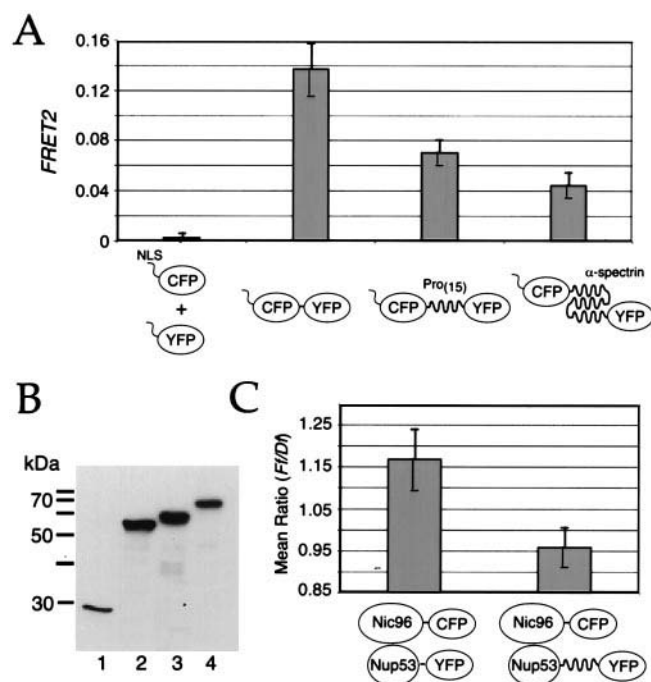 A
FRET2
0.16
0.12
0.08
0.04
0
NLS
CFP
+
YFP
CFP YFP
Pro(15)
CFP YFP
α-spectrin
CFP YFP
B
kDa
70
50
30
1 2 3 4
C
Mean Ratio (Ff/Df)
1.25
1.15
1.05
0.95
0.85
Nic96 CFP
Nup53 YFP
Nic96 CFP
Nup53 YFP